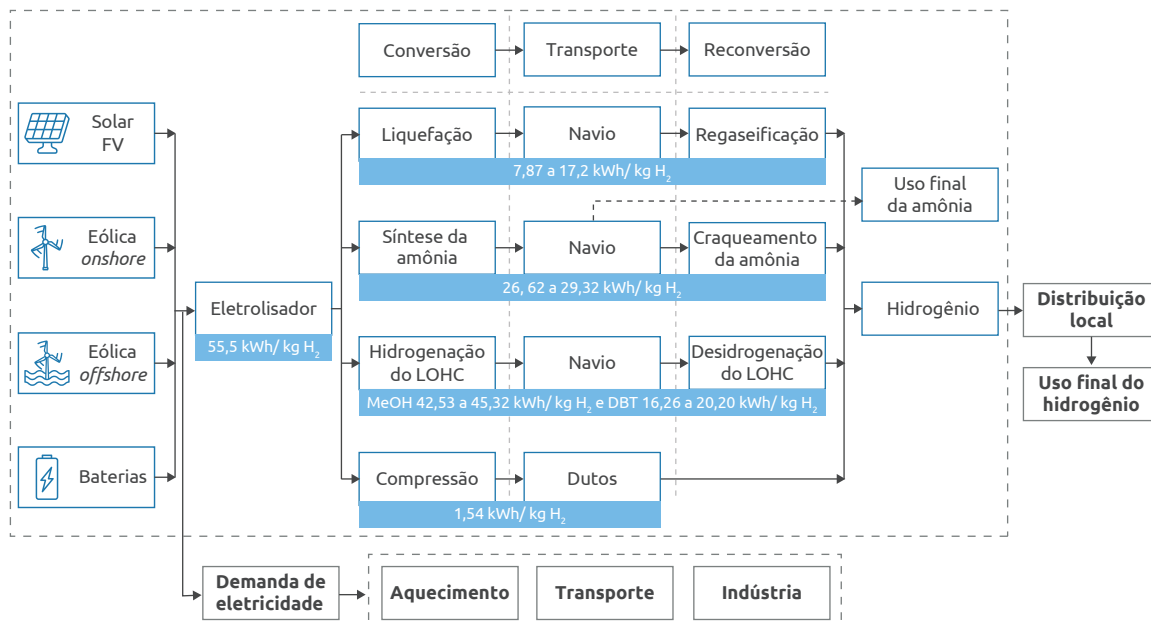 Conversão
Transporte
Reconversão
Solar
FV
Liquefação
Navio
Regaseificação
7,87 a 17,2 kWh/ kg H₂
Uso final
da amônia
Eólica
onshore
Síntese da
amônia
Navio
Craqueamento
da amônia
26, 62 a 29,32 kWh/ kg H₂
Eletrolisador
55,5 kWh/ kg H₂
Hidrogênio
Distribuição
local
Eólica
offshore
Hidrogenação
do LOHC
Navio
Desidrogenação
do LOHC
MeOH 42,53 a 45,32 kWh/ kg H₂ e DBT 16,26 a 20,20 kWh/ kg H₂
Uso final do
hidrogênio
Baterias
Compressão
Dutos
1,54 kWh/ kg H₂
Demanda de
eletricidade
Aquecimento
Transporte
Indústria